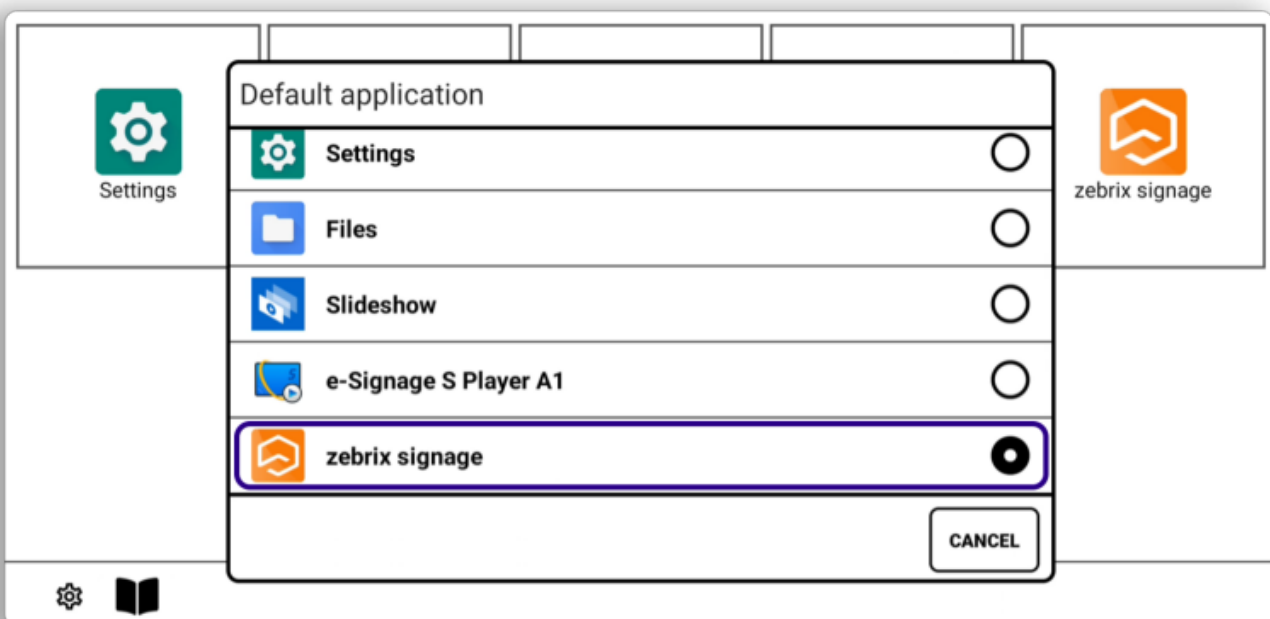 Default application
Settings
Files
Slideshow
e-Signage S Player A1
zebrix signage
CANCEL
Settings
zebrix signage